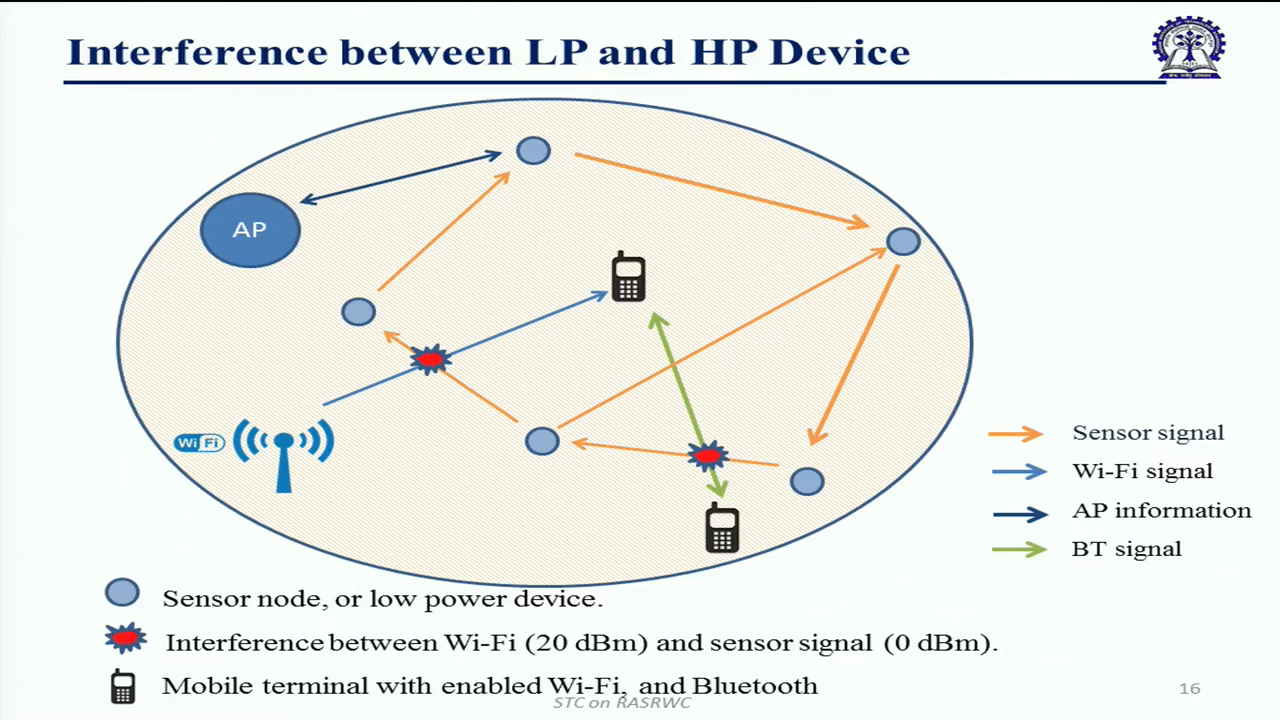 Interference between LP and HP Device
AP
Wi Fi
Sensor signal
Wi-Fi signal
AP information
BT signal
Sensor node, or low power device.
Interference between Wi-Fi (20 dBm) and sensor signal (0 dBm).
Mobile terminal with enabled Wi-Fi, and Bluetooth
STC on RASRWC
16